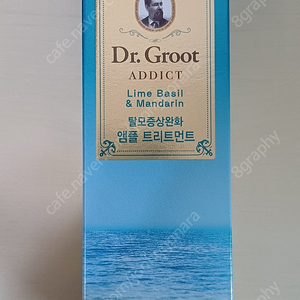 Dr. Groot
ADDICT
Lime Basil
& Mandarin
탈모증상완화
앰플 트리트먼트
8graphy